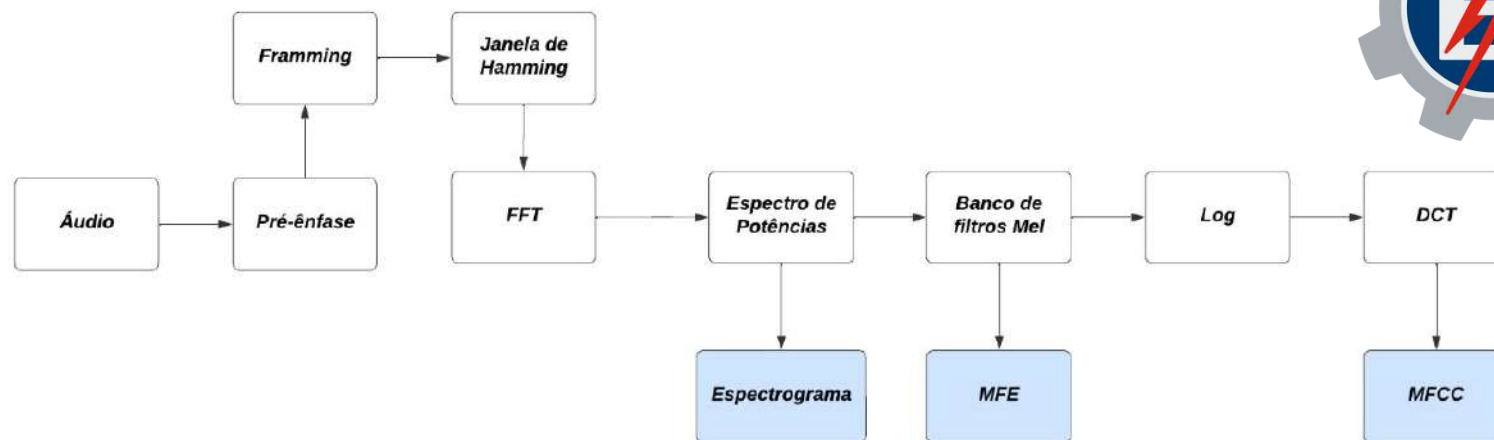 Framming
Janela de
Hamming
Áudio
Pré-ênfase
FFT
Espectro de
Potências
Banco de
filtros Mel
Log
DCT
Espectrograma
MFE
MFCC